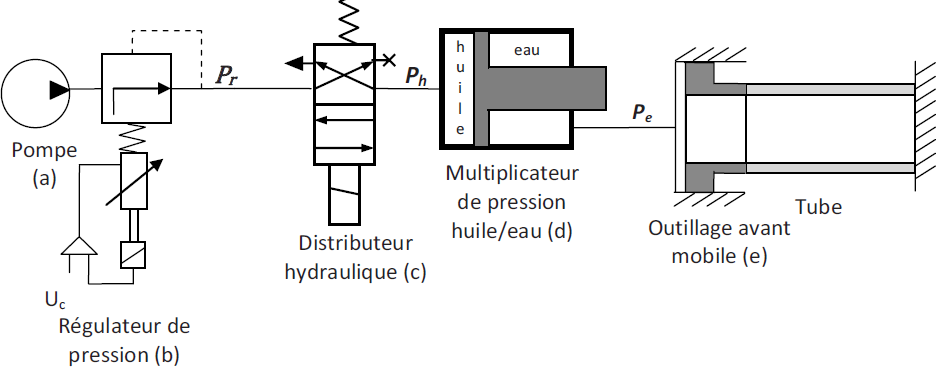 Pompe
(a)
U_c
Régulateur de
pression (b)
P_r
Distributeur
hydraulique (c)
P_h
h
u
i
l
e
eau
Multiplicateur
de pression
huile/eau (d)
P_e
Outillage avant
mobile (e)
Tube